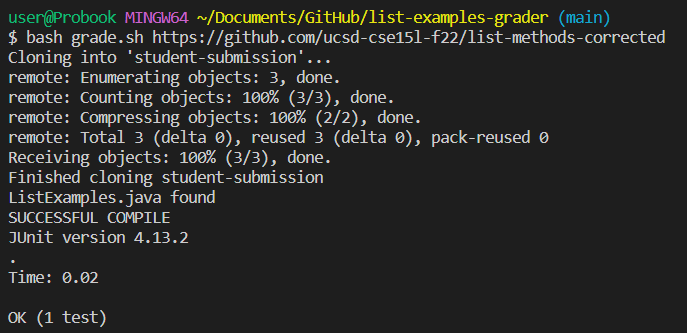 user@Probook MINGW64 ~/Documents/GitHub/list-examples-grader (main)
$ bash grade.sh https://github.com/ucsd-cse15l-f22/list-methods-corrected
Cloning into 'student-submission'...
remote: Enumerating objects: 3, done.
remote: Counting objects: 100% (3/3), done.
remote: Compressing objects: 100% (2/2), done.
remote: Total 3 (delta 0), reused 3 (delta 0), pack-reused 0
Receiving objects: 100% (3/3), done.
Finished cloning student-submission
ListExamples.java found
SUCCESSFUL COMPILE
JUnit version 4.13.2
.
Time: 0.02
OK (1 test)